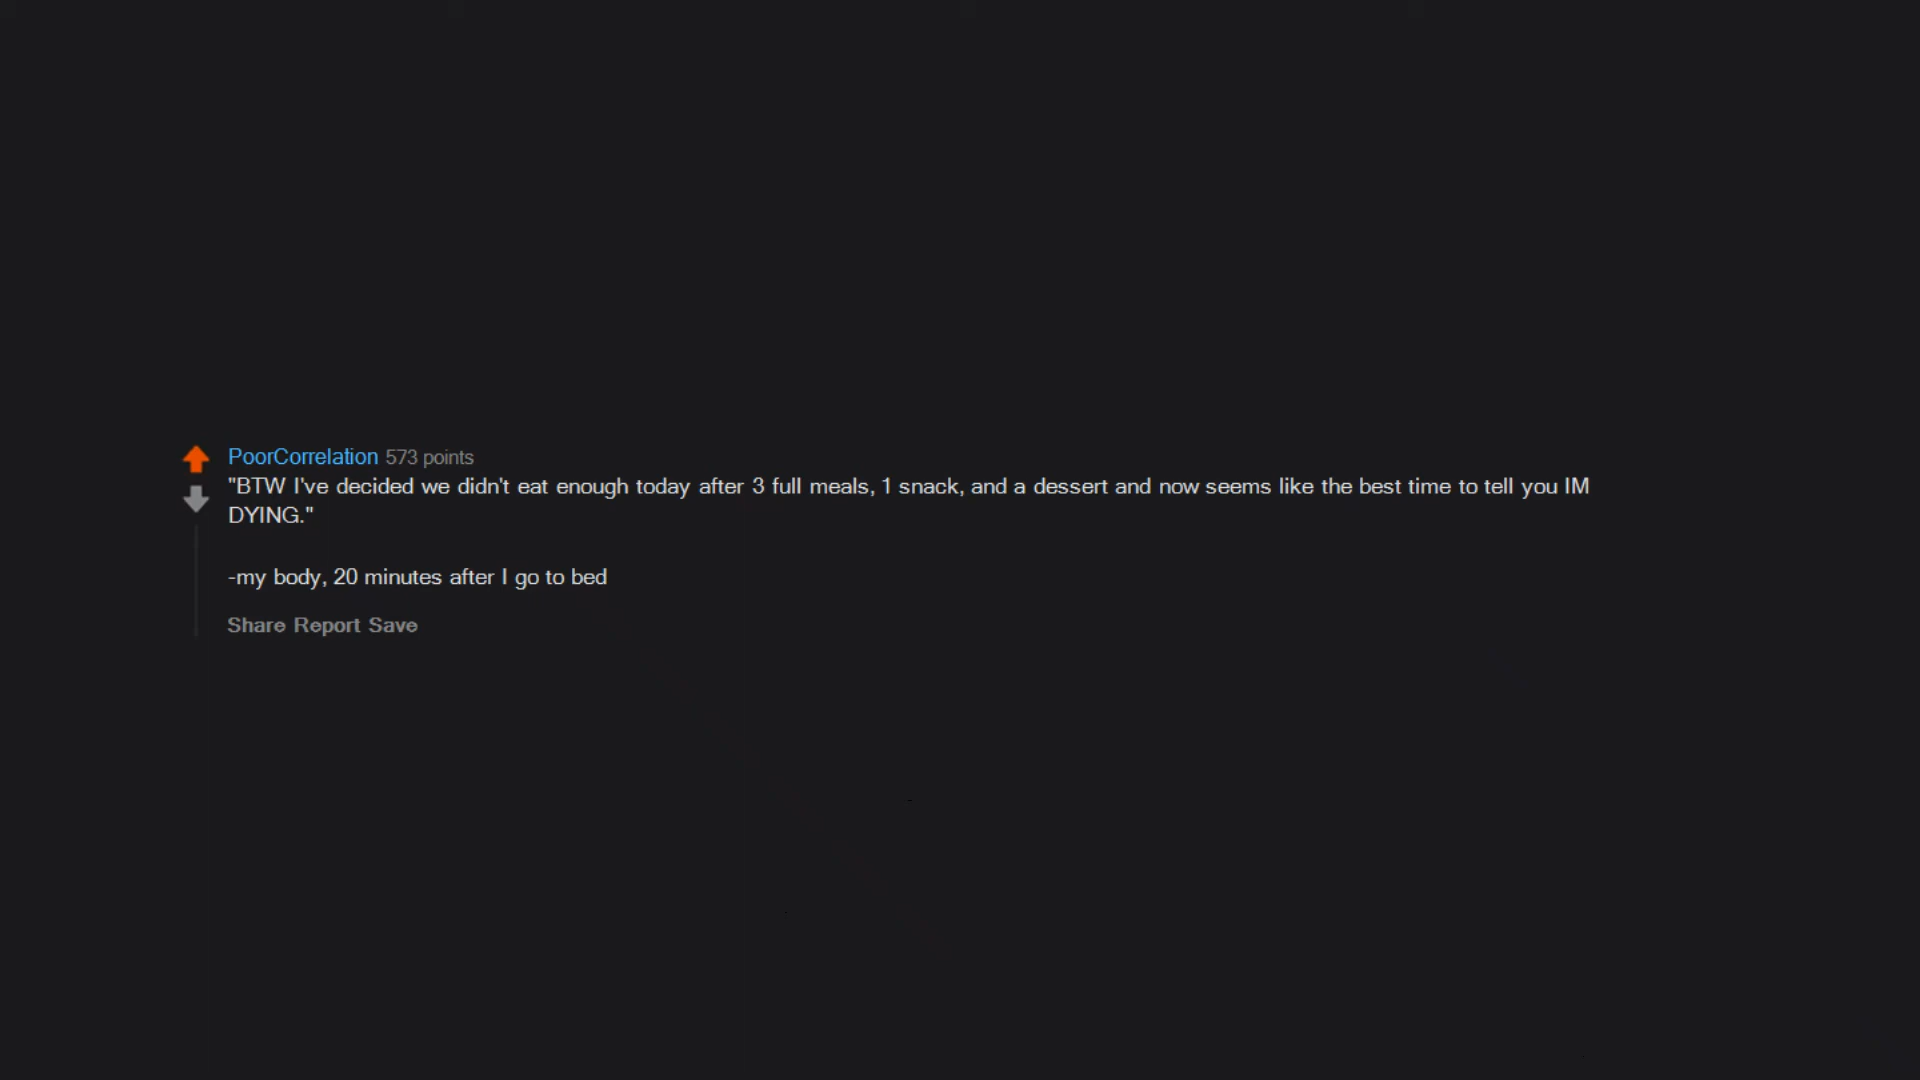 PoorCorrelation 573 points
"BTW I've decided we didn't eat enough today after 3 full meals, 1 snack, and a dessert and now seems like the best time to tell you IM
DYING."
-my body, 20 minutes after I go to bed
Share Report Save